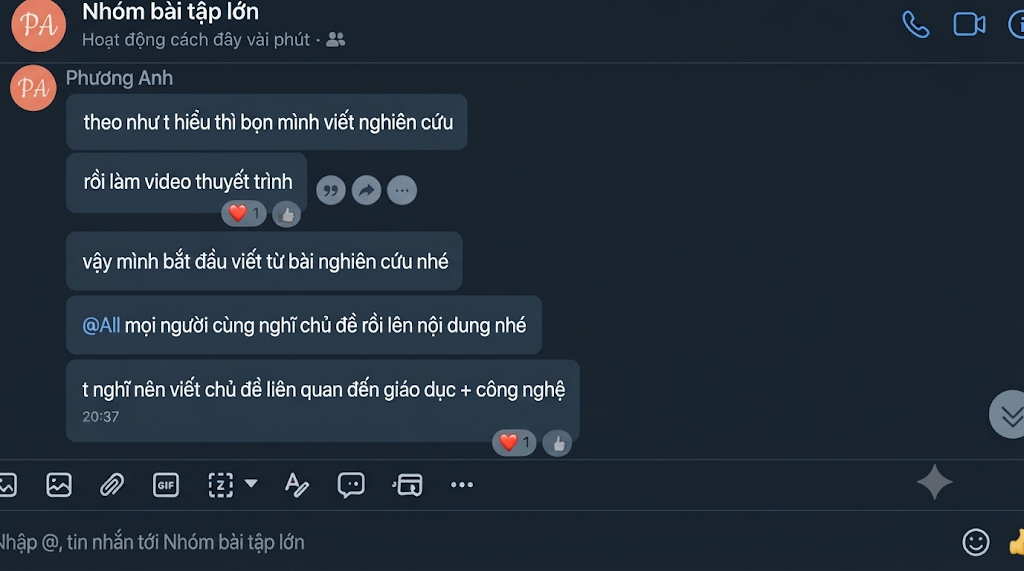 PA
Nhóm bài tập lớn
Hoạt động cách đây vài phút ·
PA
Phương Anh
theo như t hiểu thì bọn mình viết nghiên cứu
rồi làm video thuyết trình
1
vậy mình bắt đầu viết từ bài nghiên cứu nhé
@All mọi người cùng nghĩ chủ đề rồi lên nội dung nhé
t nghĩ nên viết chủ đề liên quan đến giáo dục + công nghệ
20:37
1
GIF
Z
Nhập @, tin nhắn tới Nhóm bài tập lớn